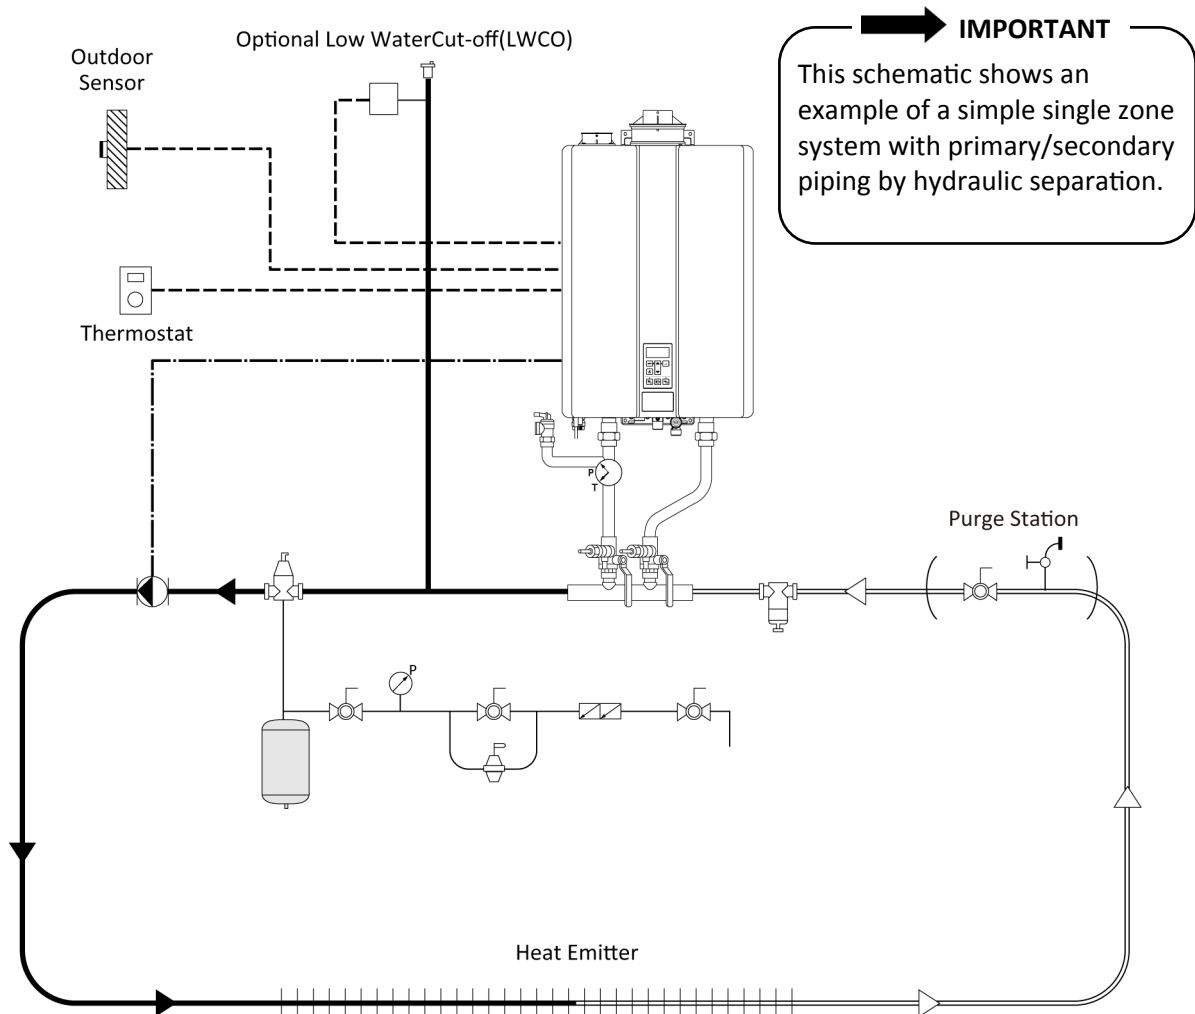 Optional Low WaterCut-off(LWCO)
Outdoor
Sensor
IMPORTANT
This schematic shows an
example of a simple single zone
system with primary/secondary
piping by hydraulic separation.
Thermostat
P
T
Purge Station
P
Heat Emitter